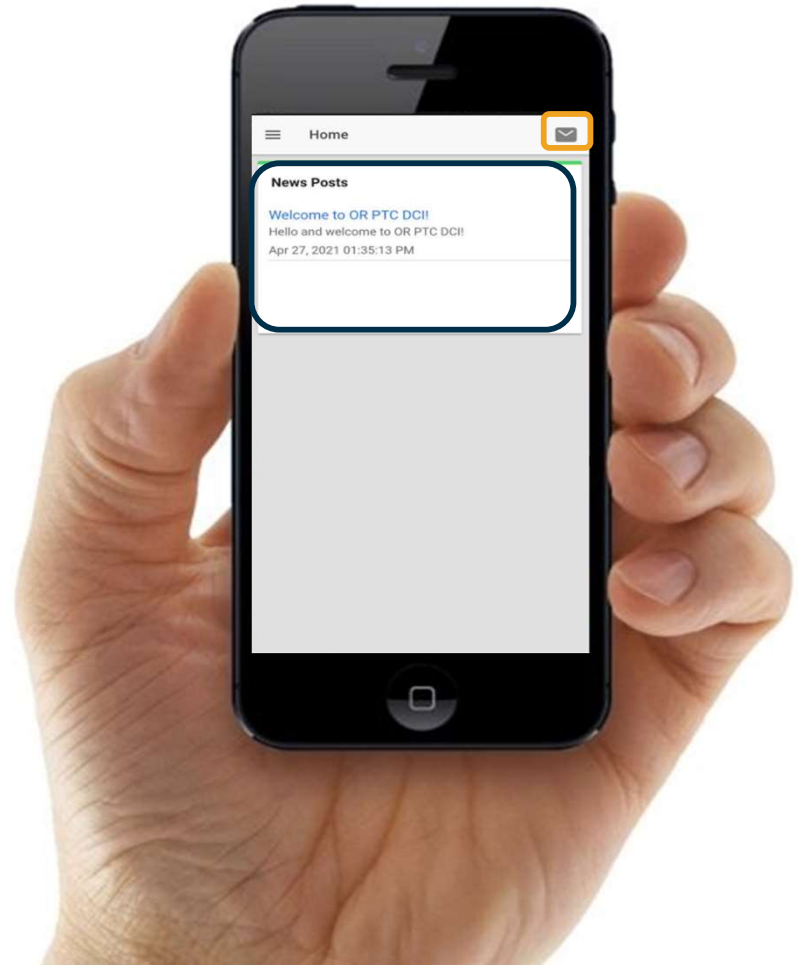 Home
News Posts
Welcome to OR PTC DCI!
Hello and welcome to OR PTC DCI!
Apr 27, 2021 01:35:13 PM